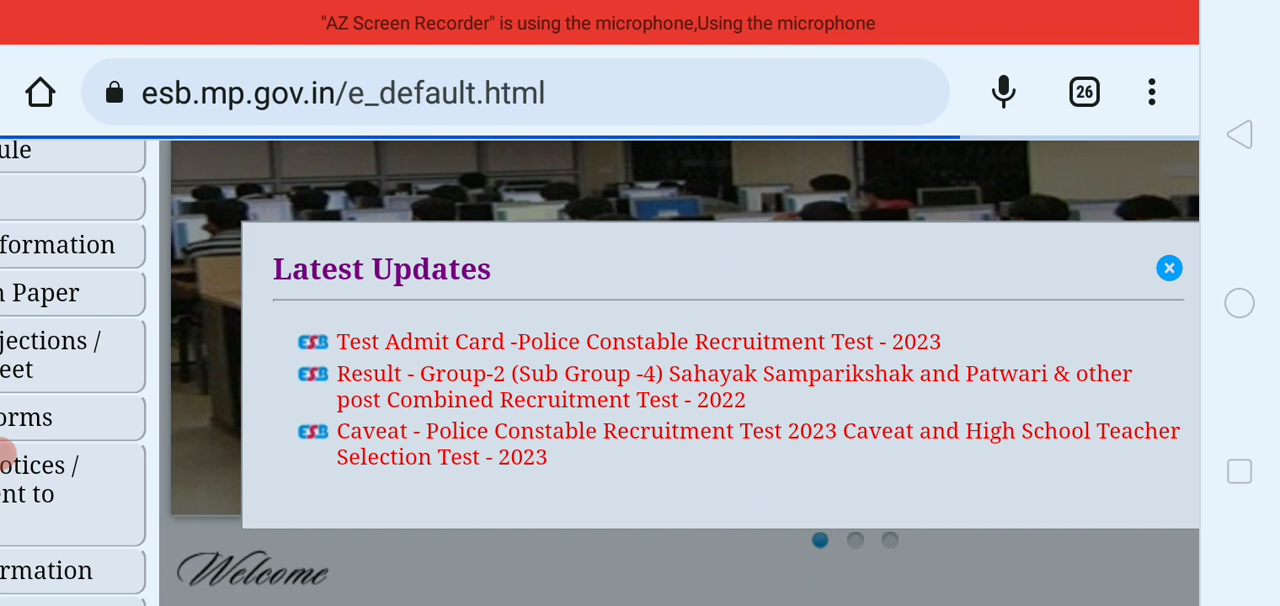 "AZ Screen Recorder" is using the microphone,Using the microphone
esb.mp.gov.in/e_default.html
26
ule
formation
n Paper
jections /
eet
orms
otices /
nt to
rmation
Latest Updates
ESB Test Admit Card -Police Constable Recruitment Test - 2023
ESB Result - Group-2 (Sub Group -4) Sahayak Samparikshak and Patwari & other
post Combined Recruitment Test - 2022
ESB Caveat - Police Constable Recruitment Test 2023 Caveat and High School Teacher
Selection Test - 2023
Welcome